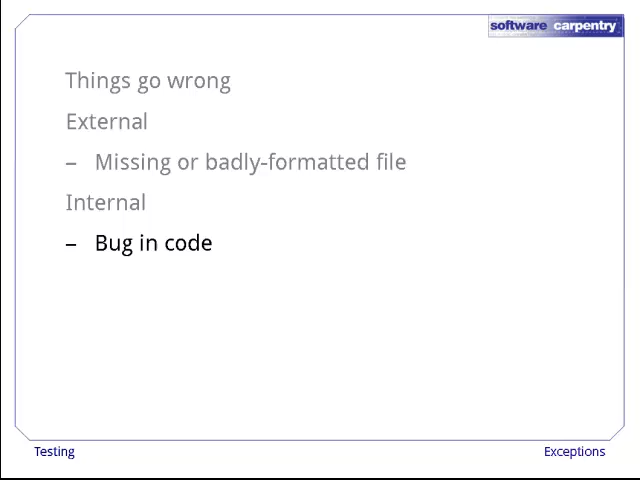 software carpentry
Things go wrong
External
– Missing or badly-formatted file
Internal
– Bug in code
Testing
Exceptions